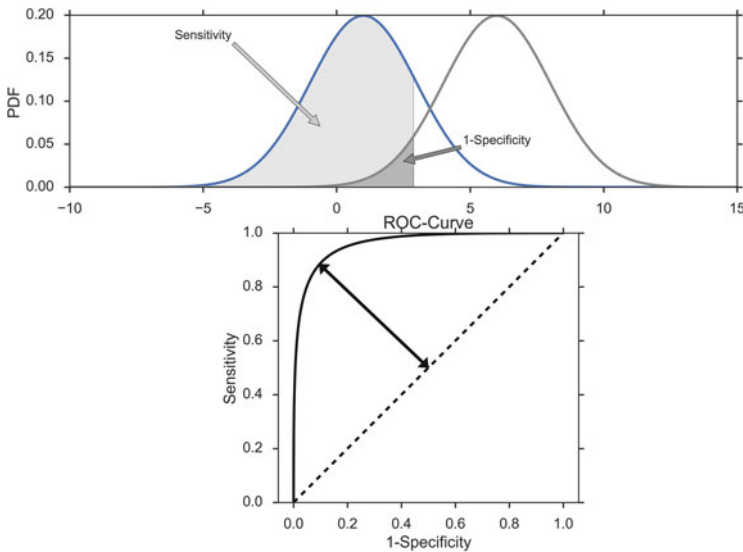 0.20
0.15
0.10
0.05
0.00
PDF
Sensitivity
1-Specificity
−10 −5 0 5 10 15
ROC-Curve
1.0
0.8
0.6
0.4
0.2
0.0
Sensitivity
0.0 0.2 0.4 0.6 0.8 1.0
1-Specificity